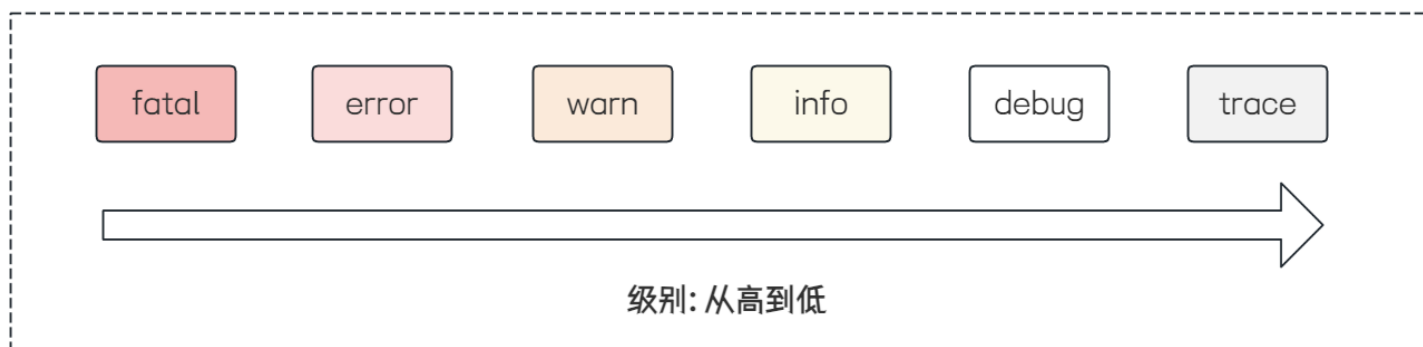 fatal error warn info debug trace
级别: 从高到低